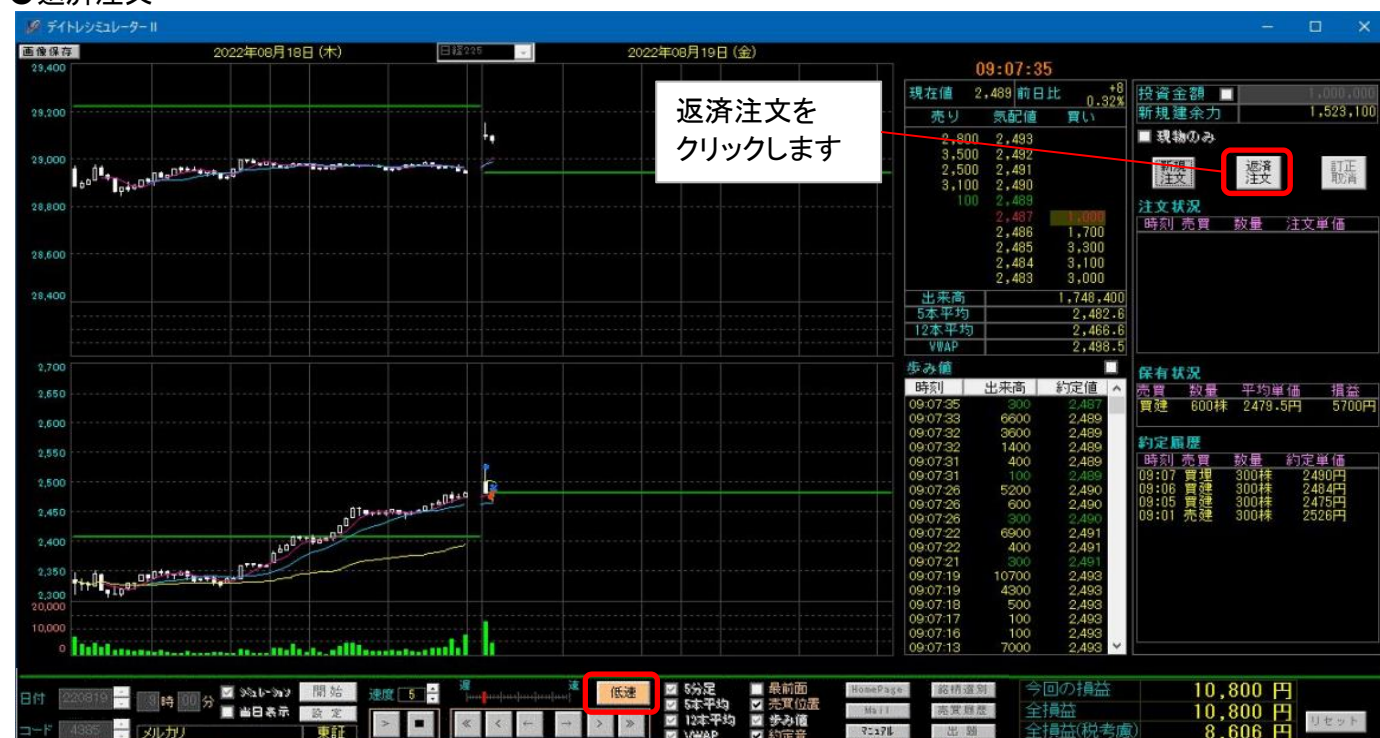 デイトレシミュレーターII
画像保存 2022年08月18日(木) 日経225 2022年08月19日(金)
29,400
29,200
29,000
28,800
28,600
28,400
2,700
2,650
2,600
2,550
2,500
2,450
2,400
2,350
2,300
20,000
10,000
0
返済注文を
クリックします
09:07:35
現在値 2,489 前日比 +8 0.32%
売り 気配値 買い
2,800 2,493
3,500 2,492
2,500 2,491
3,100 2,490
100 2,489
2,487 1,000
2,486 1,700
2,485 3,300
2,484 3,100
2,483 3,000
出来高 1,748,400
5本平均 2,482.6
12本平均 2,466.6
VWAP 2,498.5
歩み値
時刻 出来高 約定値
09:07:35 300 2,487
09:07:33 6600 2,489
09:07:32 3600 2,489
09:07:32 1400 2,489
09:07:31 400 2,489
09:07:31 100 2,489
09:07:26 5200 2,490
09:07:26 600 2,490
09:07:26 300 2,490
09:07:22 6900 2,491
09:07:22 400 2,491
09:07:21 300 2,491
09:07:19 10700 2,493
09:07:19 4300 2,493
09:07:18 500 2,493
09:07:17 100 2,493
09:07:16 100 2,493
09:07:13 7000 2,493
投資金額 1,000,000
新規建余力 1,523,100
現物のみ
新規注文 返済注文 訂正取消
注文状況
時刻 売買 数量 注文単価
保有状況
売買 数量 平均単価 損益
買建 600株 2479.5円 5700円
約定履歴
時刻 売買 数量 約定単価
09:07 買埋 300株 2490円
09:06 買建 300株 2484円
09:05 買建 300株 2475円
09:01 売建 300株 2526円
日付 220819 時 00 分 シミュレーション 開始 速度 5 遅 速 低速 5分足 最前面 HomePage 銘柄選別 今回の損益 10,800 円
当日表示 設定 5本平均 売買位置 Mail 売買履歴 全損益 10,800 円
コード 4385 メルカリ 東証 > ■ « < ← → > » 12本平均 歩み値 VWAP 約定音 マニュアル 出題 全損益(税考慮) 8,606 円 リセット